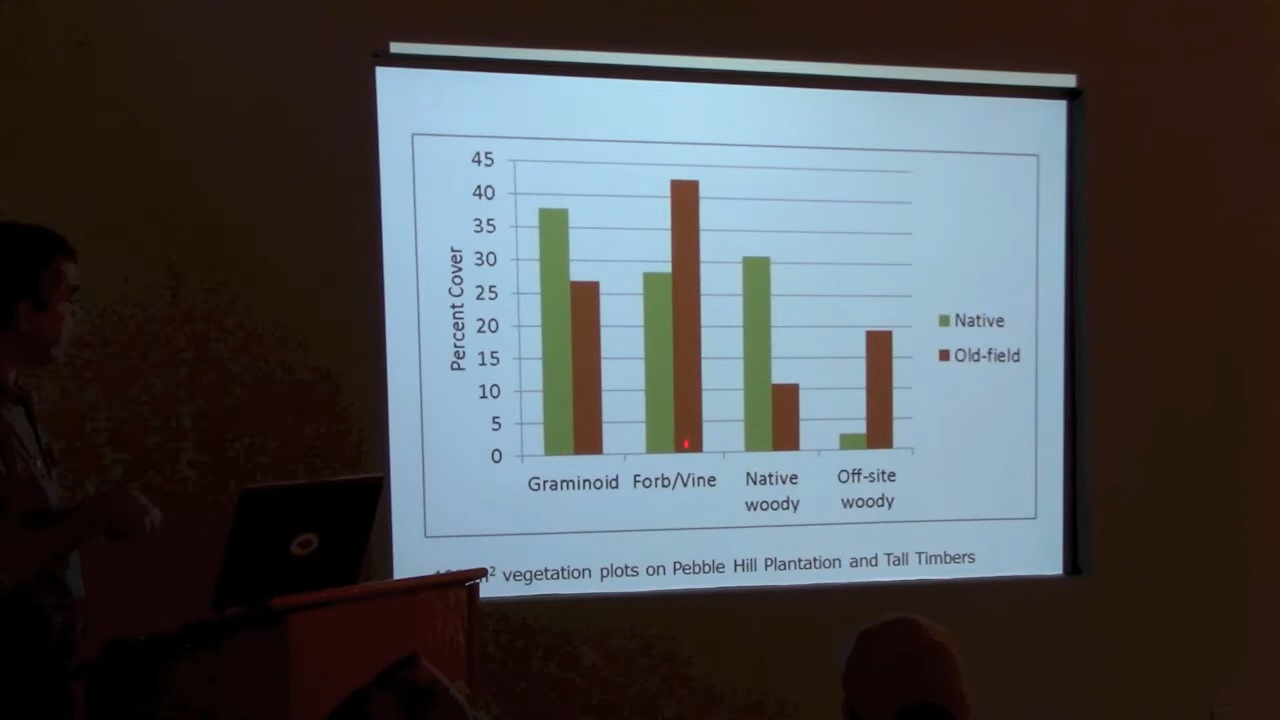 45
40
35
30
25
20
15
10
5
0
Percent Cover
Native
Old-field
Graminoid
Forb/Vine
Native
woody
Off-site
woody
vegetation plots on Pebble Hill Plantation and Tall Timbers